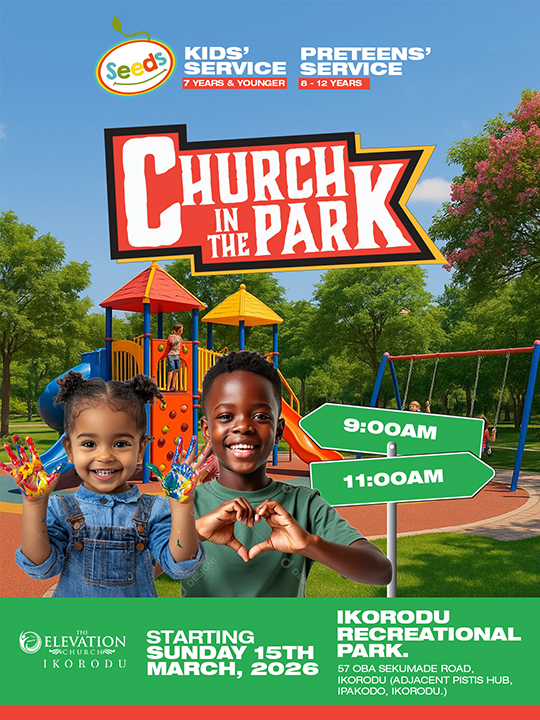 Seeds
KIDS'
SERVICE
7 YEARS & YOUNGER
PRETEENS'
SERVICE
8 - 12 YEARS
CHURCH
IN
THE PARK
9:00AM
11:00AM
THE
ELEVATION
CHURCH
IKORODU
STARTING
SUNDAY 15TH
MARCH, 2026
IKORODU
RECREATIONAL
PARK.
57 OBA SEKUMADE ROAD,
IKORODU (ADJACENT PISTIS HUB,
IPAKODO, IKORODU.)